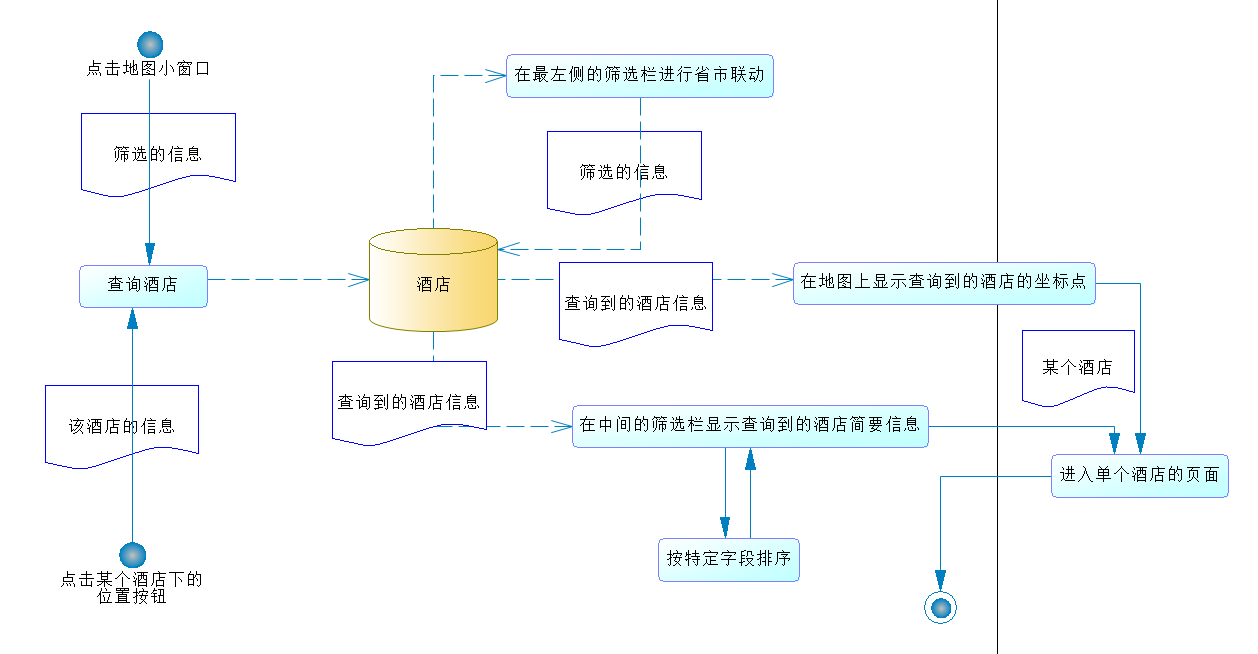 点击地图小窗口
在最左侧的筛选栏进行省市联动
筛选的信息
筛选的信息
查询酒店
酒店
查询到的酒店信息
在地图上显示查询到的酒店的坐标点
某个酒店
查询到的酒店信息
该酒店的信息
在中间的筛选栏显示查询到的酒店简要信息
进入单个酒店的页面
按特定字段排序
点击某个酒店下的
位置按钮